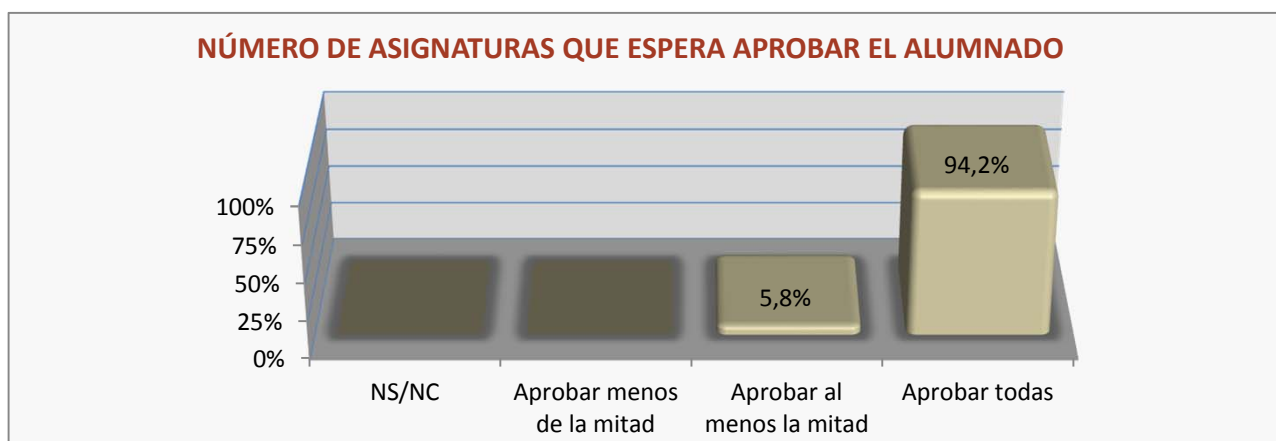 NÚMERO DE ASIGNATURAS QUE ESPERA APROBAR EL ALUMNADO
94,2%
100%
75%
50%
5,8%
25%
0%
NS/NC
Aprobar menos
de la mitad
Aprobar al
menos la mitad
Aprobar todas